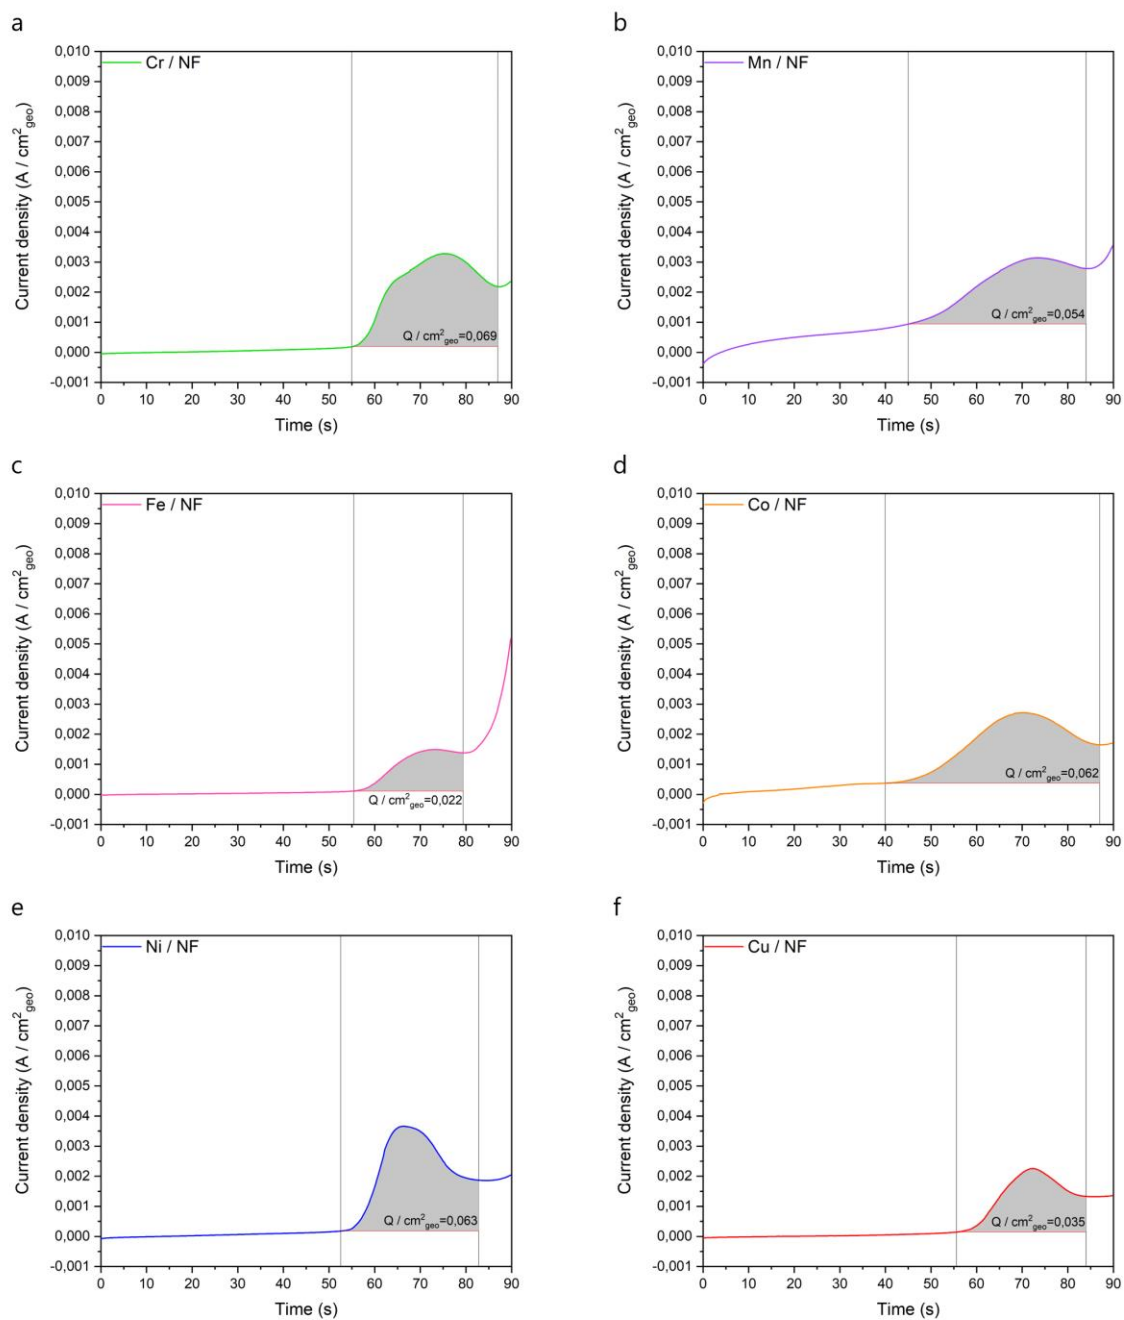 a
Cr / NF
0,010
0,009
0,008
0,007
0,006
0,005
0,004
0,003
0,002
0,001
0,000
-0,001
Current density (A / cm²geo)
Q / cm²geo=0,069
0 10 20 30 40 50 60 70 80 90
Time (s)
b
Mn / NF
0,010
0,009
0,008
0,007
0,006
0,005
0,004
0,003
0,002
0,001
0,000
-0,001
Current density (A / cm²geo)
Q / cm²geo=0,054
0 10 20 30 40 50 60 70 80 90
Time (s)
c
Fe / NF
0,010
0,009
0,008
0,007
0,006
0,005
0,004
0,003
0,002
0,001
0,000
-0,001
Current density (A / cm²geo)
Q / cm²geo=0,022
0 10 20 30 40 50 60 70 80 90
Time (s)
d
Co / NF
0,010
0,009
0,008
0,007
0,006
0,005
0,004
0,003
0,002
0,001
0,000
-0,001
Current density (A / cm²geo)
Q / cm²geo=0,062
0 10 20 30 40 50 60 70 80 90
Time (s)
e
Ni / NF
0,010
0,009
0,008
0,007
0,006
0,005
0,004
0,003
0,002
0,001
0,000
-0,001
Current density (A / cm²geo)
Q / cm²geo=0,063
0 10 20 30 40 50 60 70 80 90
Time (s)
f
Cu / NF
0,010
0,009
0,008
0,007
0,006
0,005
0,004
0,003
0,002
0,001
0,000
-0,001
Current density (A / cm²geo)
Q / cm²geo=0,035
0 10 20 30 40 50 60 70 80 90
Time (s)